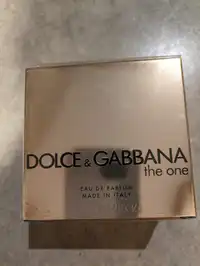 DOLCE & GABBANA
the one
EAU DE PARFUM
MADE IN ITALY